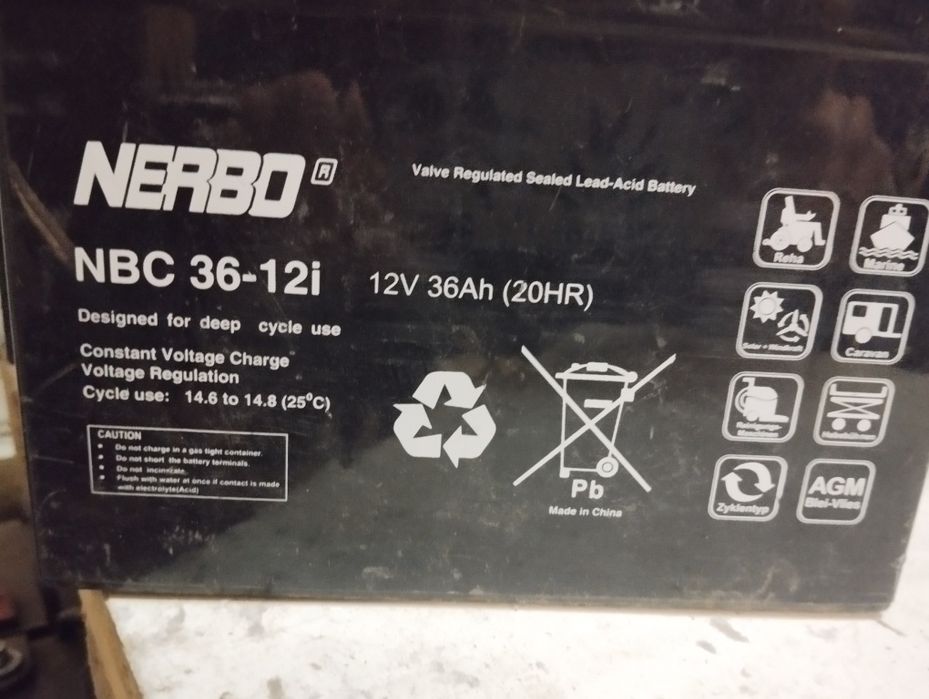 NERBO®
Valve Regulated Sealed Lead-Acid Battery
NBC 36-12i
12V 36Ah (20HR)
Designed for deep cycle use
Constant Voltage Charge
Voltage Regulation
Cycle use: 14.6 to 14.8 (25°C)
CAUTION
Do not charge in a gas tight container.
Do not short the battery terminals.
Do not incinerate
Flush with water at once if contact is made
with electrolyte(Acid)
Pb
Made in China
Reha
Marine
Solar + Windkraft
Caravan
Reinigungs-
Zyklentyp
AGM
Blei-Vlies